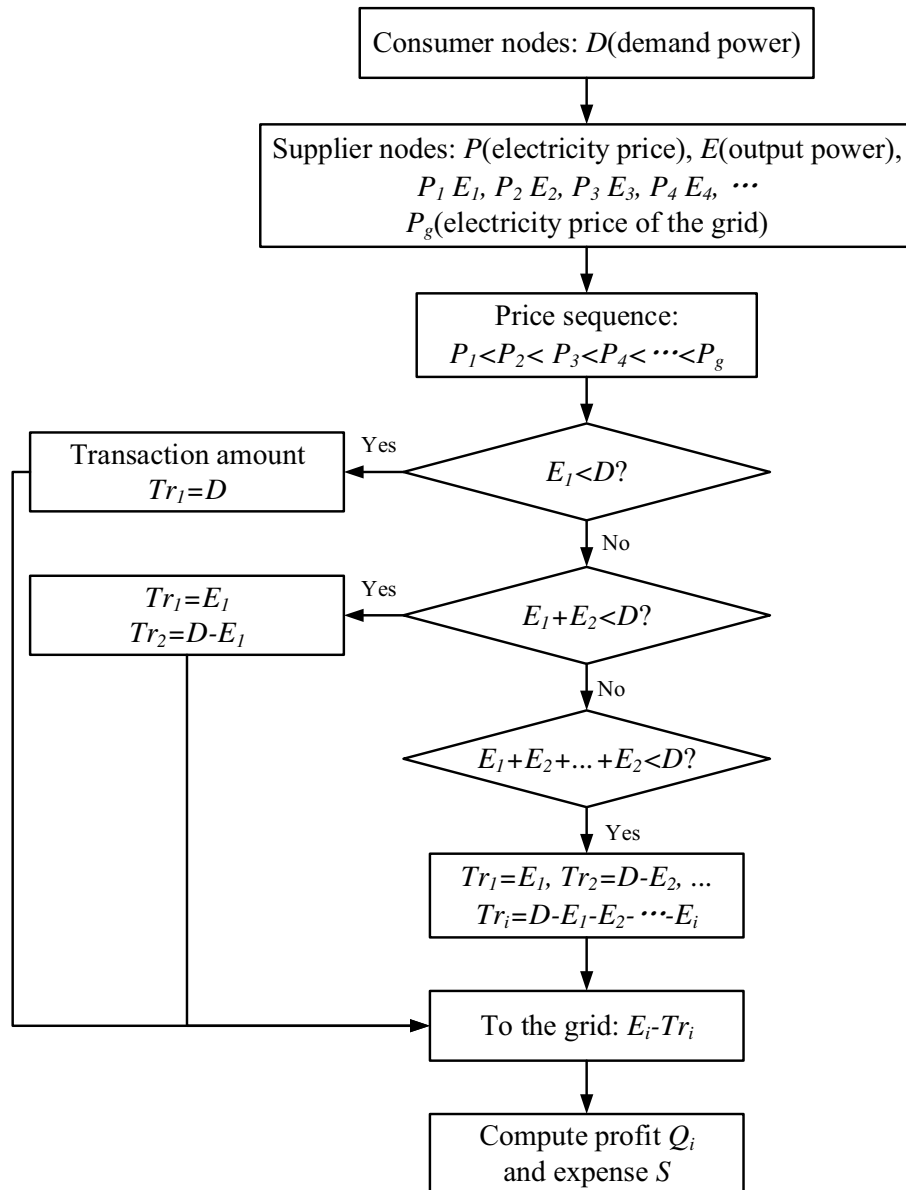 Consumer nodes: D(demand power)
Supplier nodes: P(electricity price), E(output power),
P₁ E₁, P₂ E₂, P₃ E₃, P₄ E₄, ⋯
P_g(electricity price of the grid)
Price sequence:
P₁<P₂< P₃<P₄< ⋯<P_g
E₁<D?
Yes
Transaction amount
Tr₁=D
No
E₁+E₂<D?
Yes
Tr₁=E₁
Tr₂=D-E₁
No
E₁+E₂+...+E₂<D?
Yes
Tr₁=E₁, Tr₂=D-E₂, ...
Trᵢ=D-E₁-E₂-⋯-Eᵢ
To the grid: Eᵢ-Trᵢ
Compute profit Qᵢ
and expense S